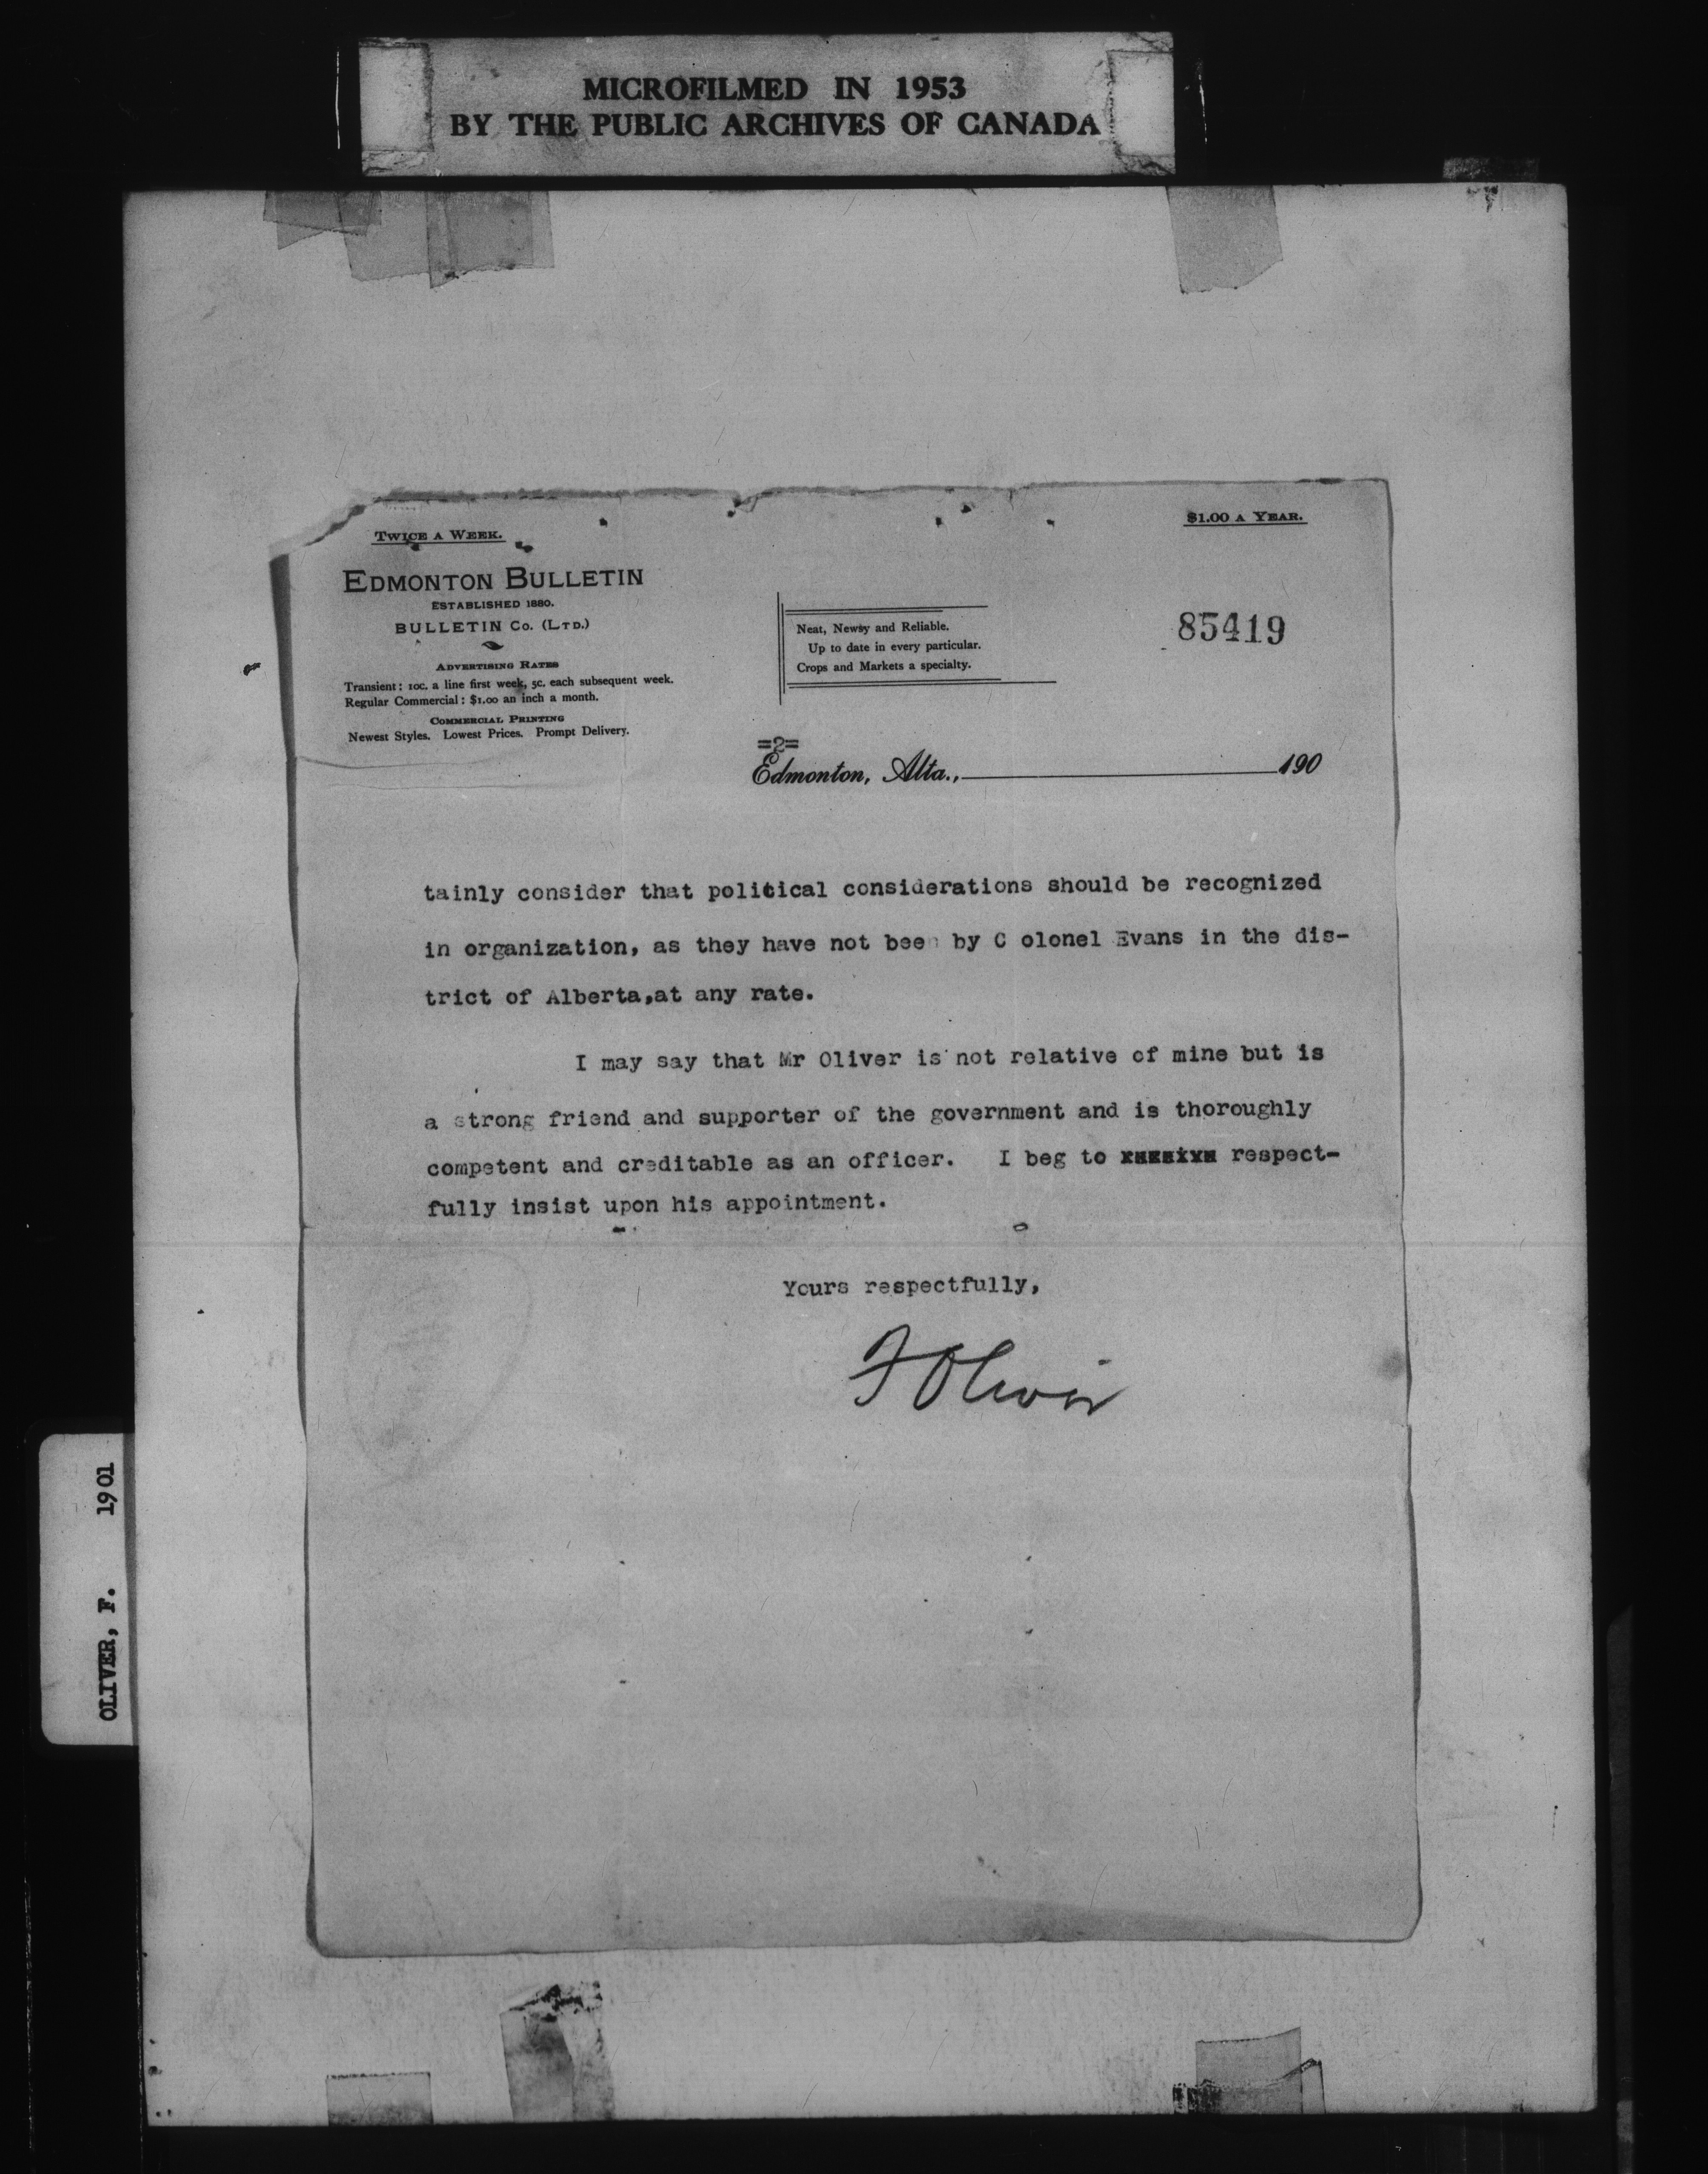 MICROFILMED IN 1953
BY THE PUBLIC ARCHIVES OF CANADA
TWICE A WEEK.
$1.00 A YEAR.
EDMONTON BULLETIN
ESTABLISHED 1880.
BULLETIN Co. (LTD.)
ADVERTISING RATES
Transient: 10c. a line first week, 5c. each subsequent week.
Regular Commercial: $1.00 an inch a month.
COMMERCIAL PRINTING
Newest Styles. Lowest Prices. Prompt Delivery.
Neat, Newsy and Reliable.
Up to date in every particular.
Crops and Markets a specialty.
85419
=2=
Edmonton, Alta., 190
tainly consider that political considerations should be recognized
in organization, as they have not been by C olonel Evans in the dis-
trict of Alberta,at any rate.
I may say that Mr Oliver is not relative of mine but is
a strong friend and supporter of the government and is thoroughly
competent and creditable as an officer. I beg to respect-
fully insist upon his appointment.
Yours respectfully,
F Oliver
OLIVER, F. 1901